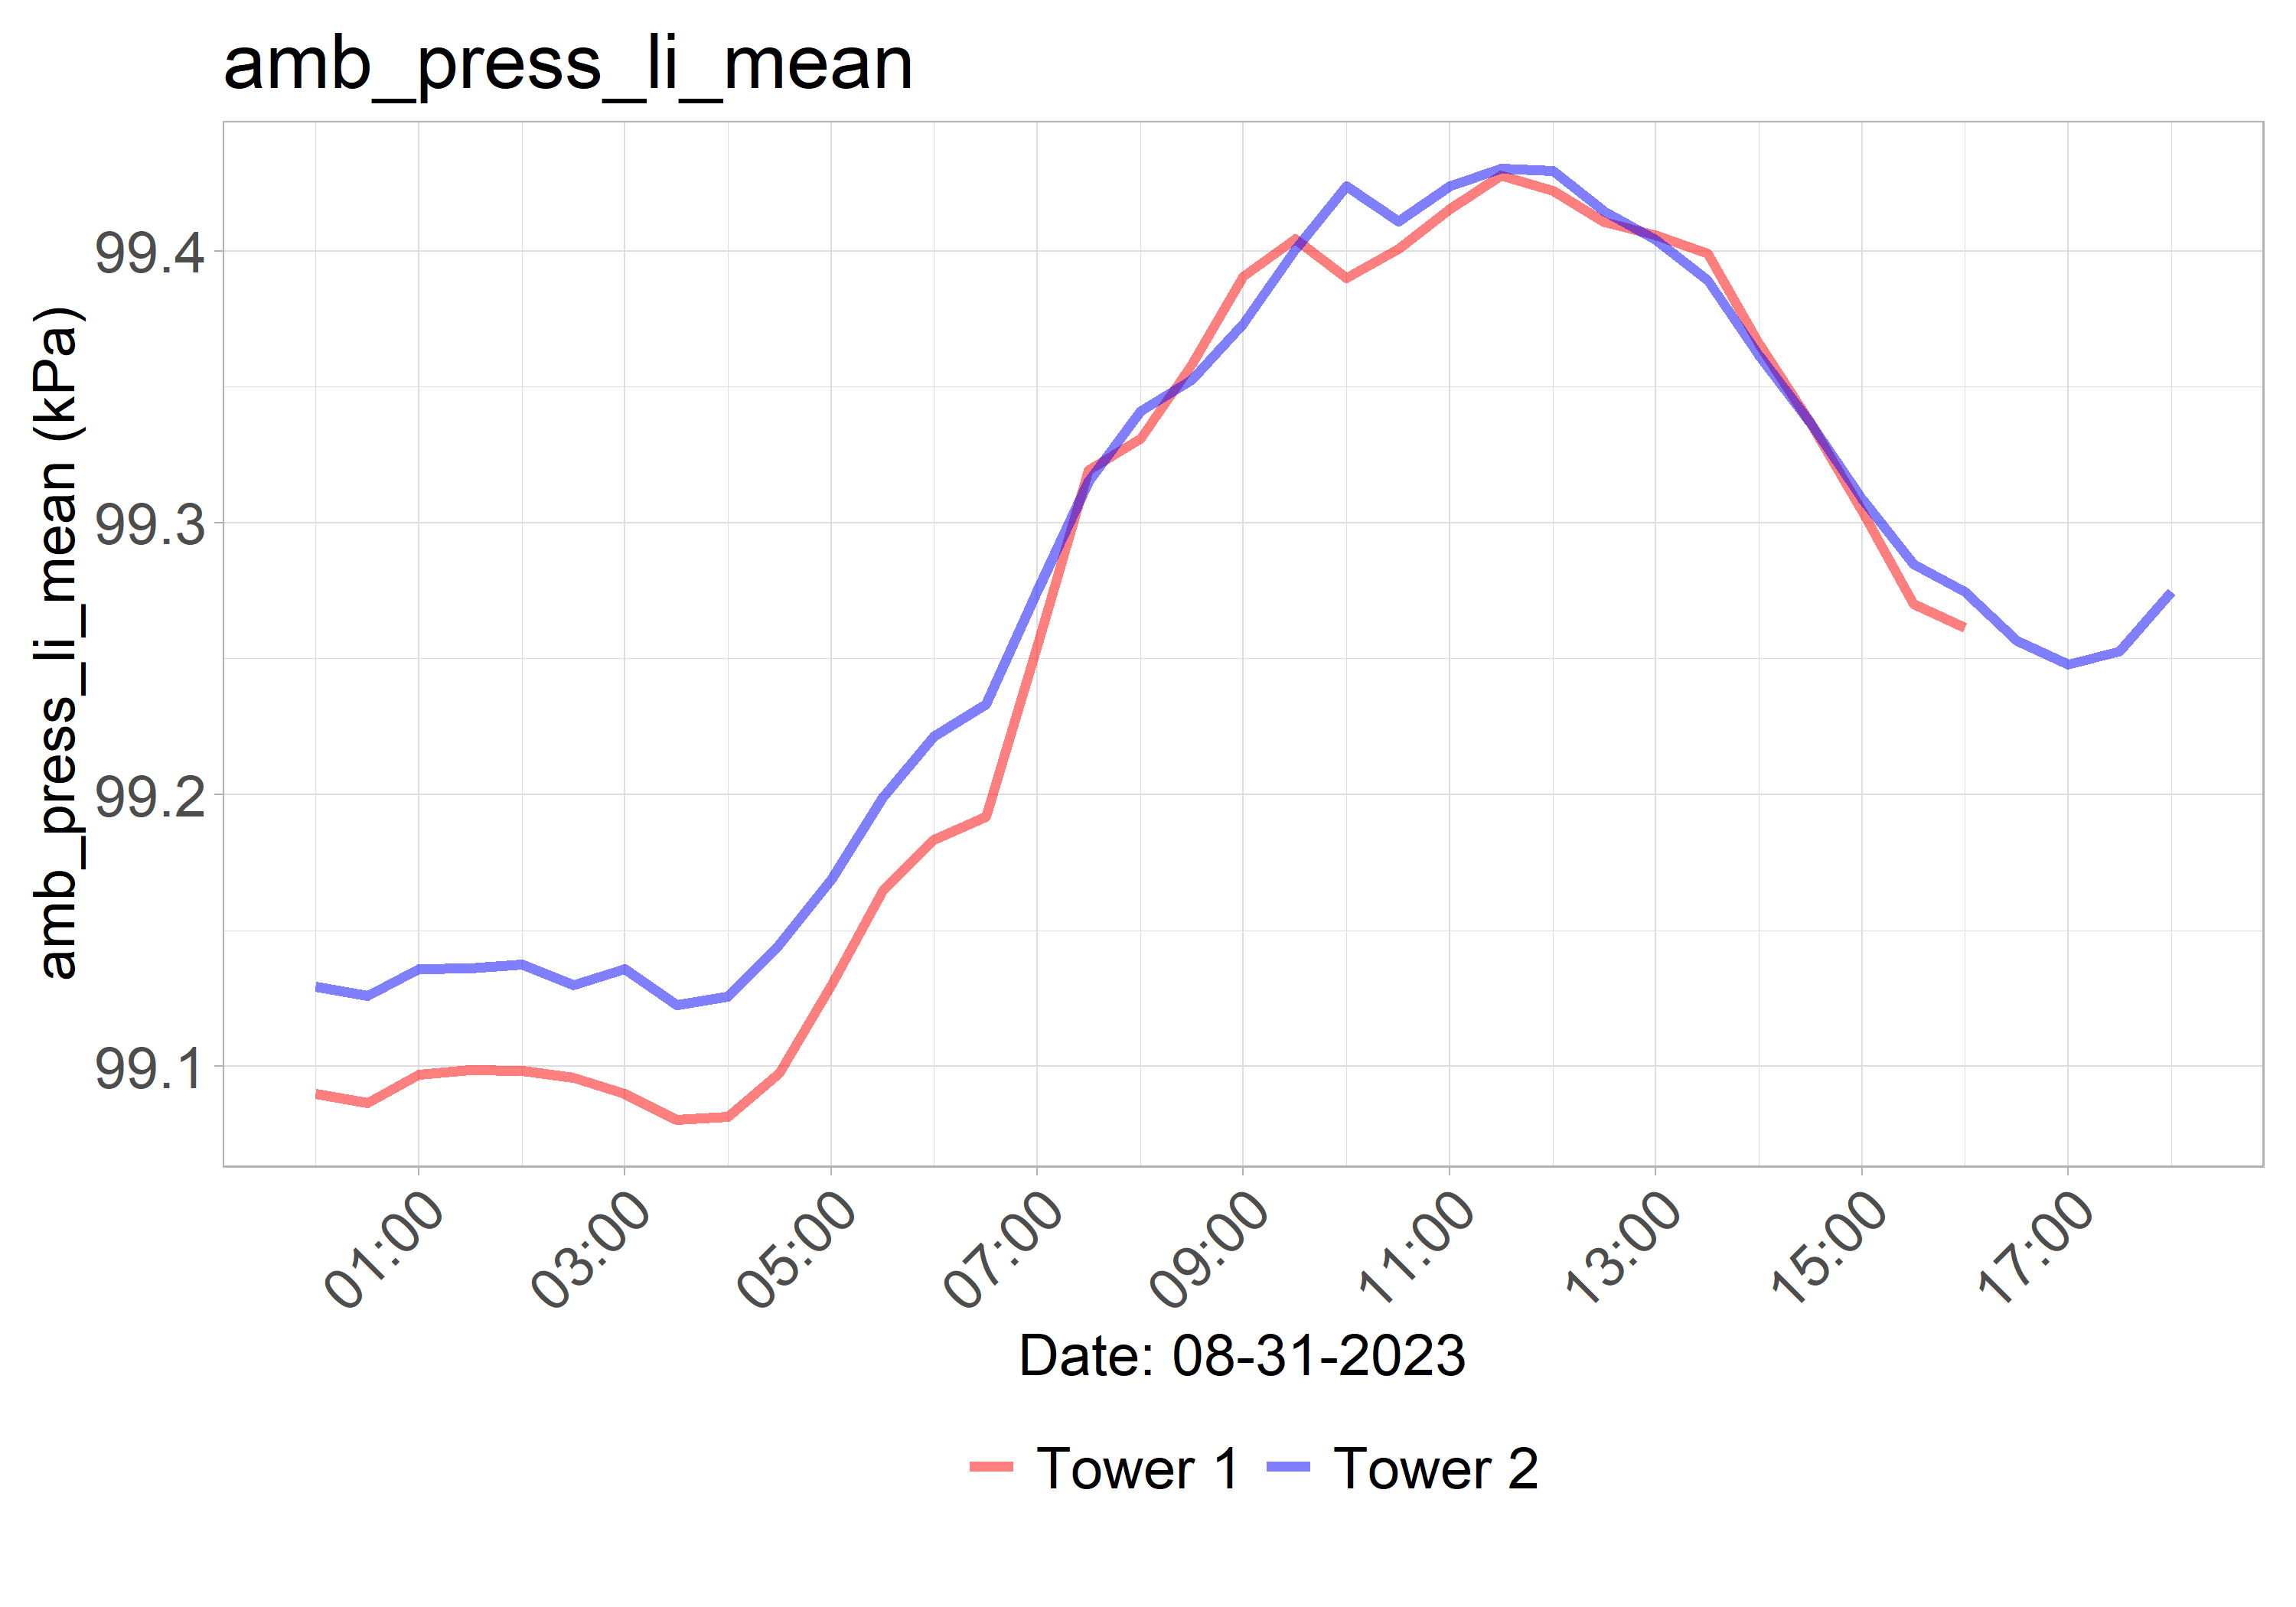 amb_press_li_mean
amb_press_li_mean (kPa)
99.4
99.3
99.2
99.1
01:00
03:00
05:00
07:00
09:00
11:00
13:00
15:00
17:00
Date: 08-31-2023
Tower 1
Tower 2